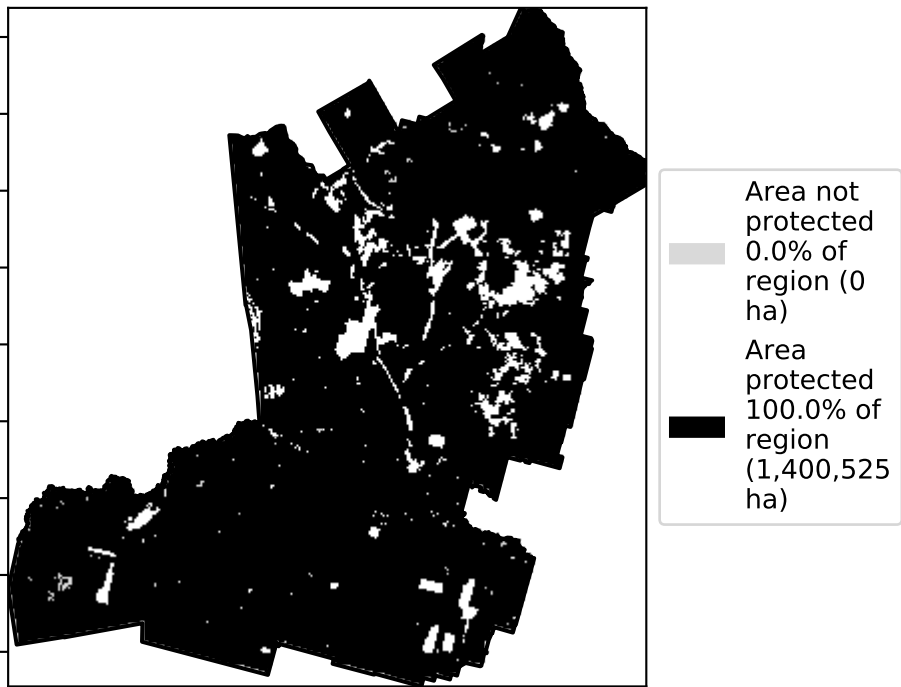 Area not
protected
0.0% of
region (0
ha)
Area
protected
100.0% of
region
(1,400,525
ha)